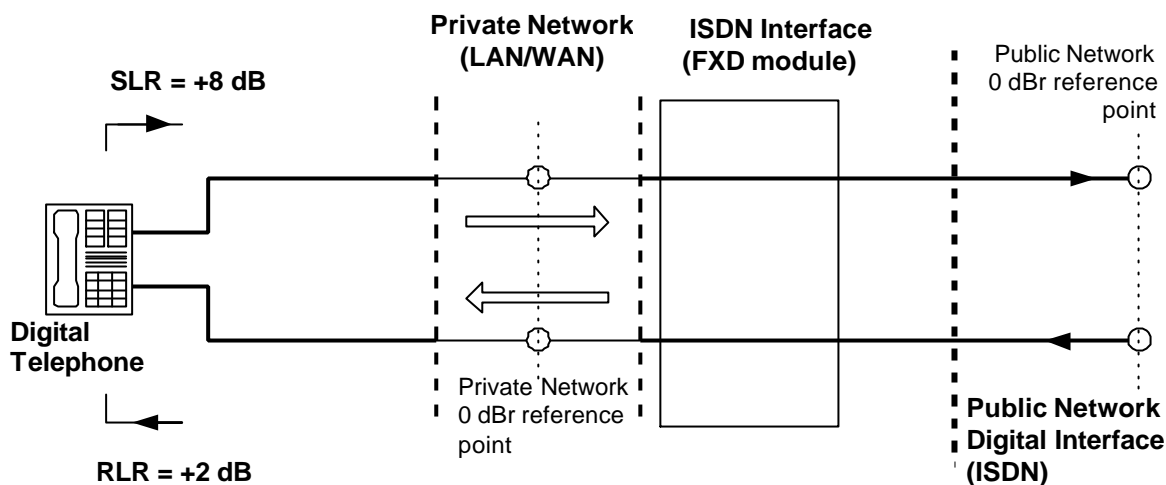 Private Network
(LAN/WAN)
ISDN Interface
(FXD module)
Public Network
0 dBr reference
point
SLR = +8 dB
Digital
Telephone
Private Network
0 dBr reference
point
RLR = +2 dB
Public Network
Digital Interface
(ISDN)